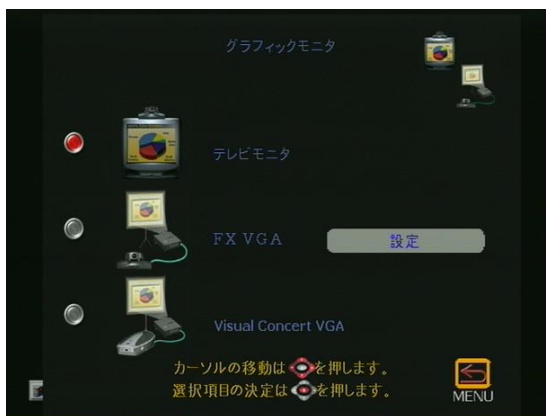 グラフィックモニタ
テレビモニタ
FX VGA
設定
Visual Concert VGA
カーソルの移動は を押します。
選択項目の決定は を押します。
MENU